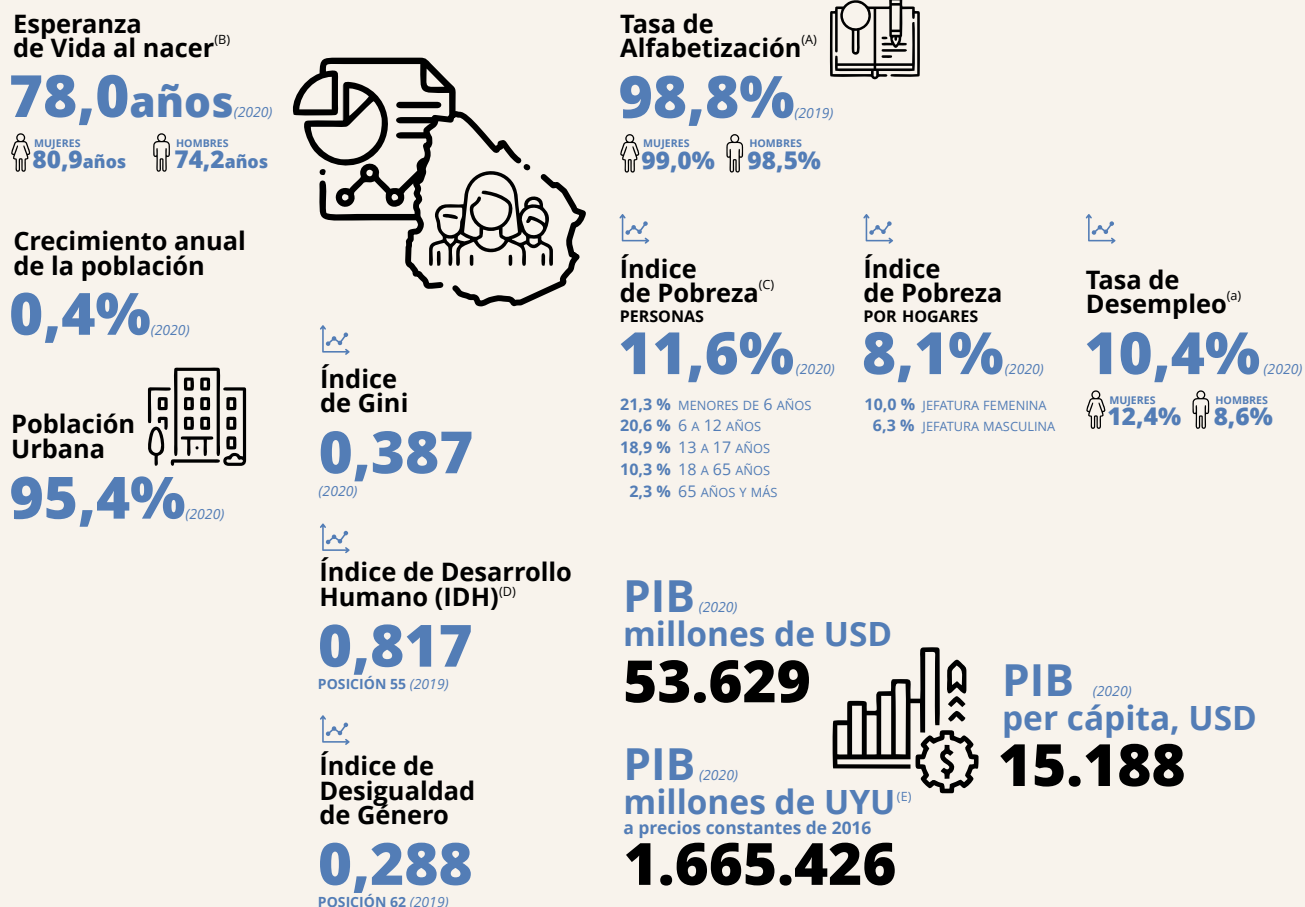 Esperanza
de Vida al nacer(B)
78,0años(2020)
MUJERES
80,9años
HOMBRES
74,2años
Crecimiento anual
de la población
0,4%(2020)
Población
Urbana
95,4%(2020)
Índice
de Gini
0,387
(2020)
Índice de Desarrollo
Humano (IDH)(D)
0,817
POSICIÓN 55 (2019)
Índice de
Desigualdad
de Género
0,288
POSICIÓN 62 (2019)
Tasa de
Alfabetización(A)
98,8%(2019)
MUJERES
99,0%
HOMBRES
98,5%
Índice
de Pobreza(C)
PERSONAS
11,6%(2020)
21,3 % MENORES DE 6 AÑOS
20,6 % 6 A 12 AÑOS
18,9 % 13 A 17 AÑOS
10,3 % 18 A 65 AÑOS
2,3 % 65 AÑOS Y MÁS
Índice
de Pobreza
POR HOGARES
8,1%(2020)
10,0 % JEFATURA FEMENINA
6,3 % JEFATURA MASCULINA
Tasa de
Desempleo(a)
10,4%(2020)
MUJERES
12,4%
HOMBRES
8,6%
PIB (2020)
millones de USD
53.629
PIB (2020)
millones de UYU(E)
a precios constantes de 2016
1.665.426
$
PIB (2020)
per cápita, USD
15.188